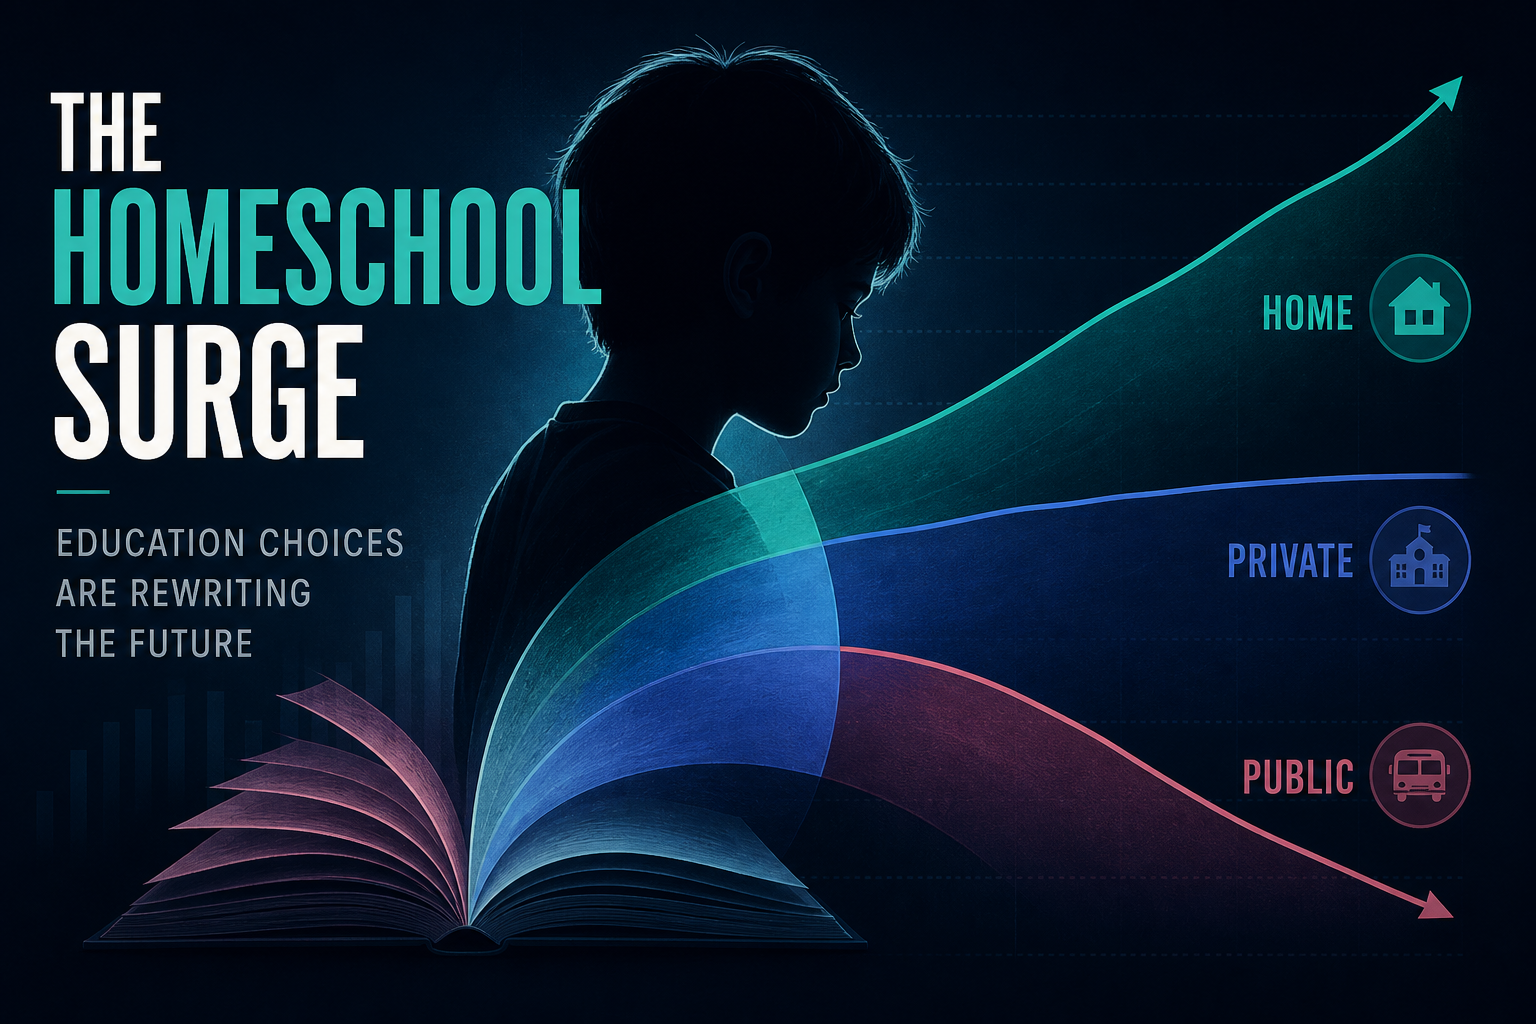 THE
HOMESCHOOL
SURGE
EDUCATION CHOICES
ARE REWRITING
THE FUTURE
HOME
PRIVATE
PUBLIC